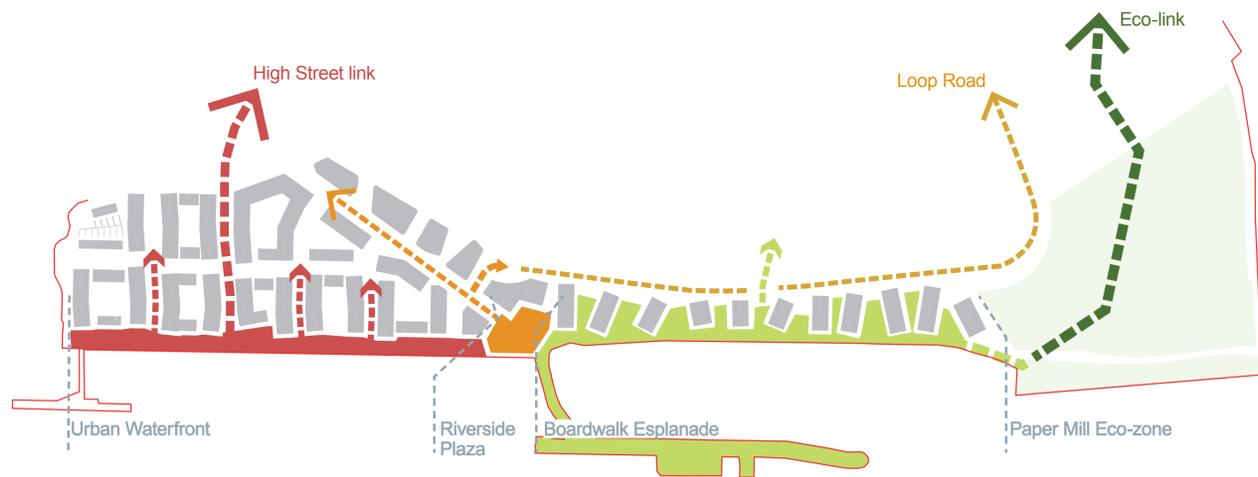 Eco-link
High Street link
Loop Road
Urban Waterfront
Riverside
Plaza
Boardwalk Esplanade
Paper Mill Eco-zone